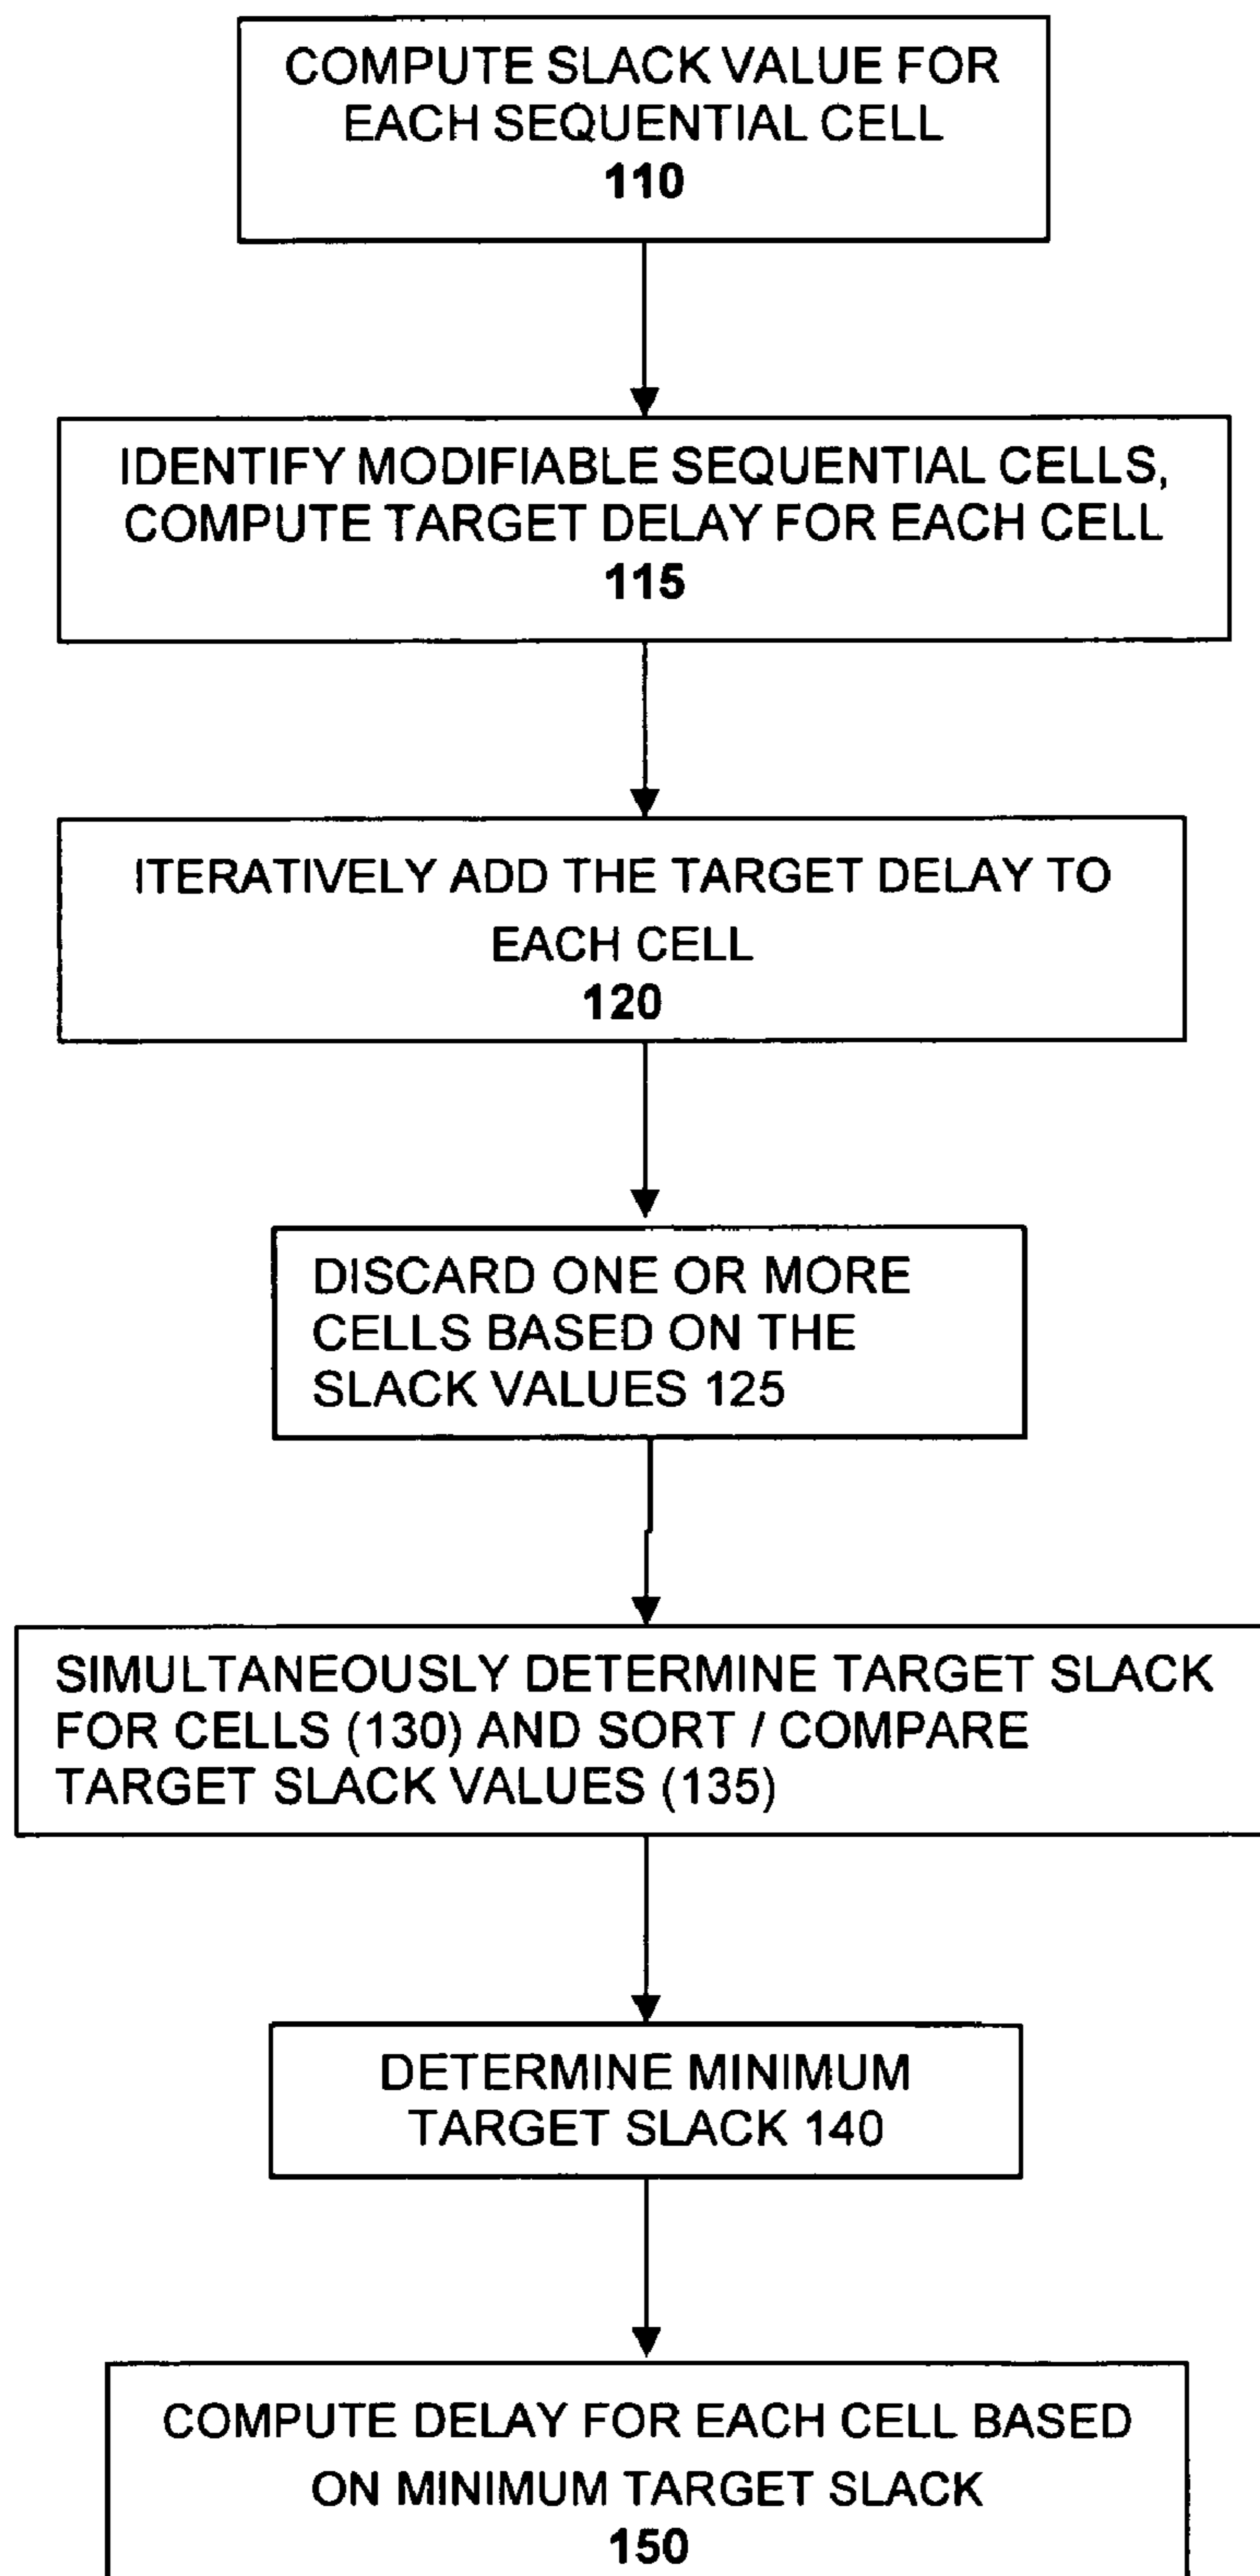 COMPUTE SLACK VALUE FOR
EACH SEQUENTIAL CELL
110
IDENTIFY MODIFIABLE SEQUENTIAL CELLS,
COMPUTE TARGET DELAY FOR EACH CELL
115
ITERATIVELY ADD THE TARGET DELAY TO
EACH CELL
120
DISCARD ONE OR MORE
CELLS BASED ON THE
SLACK VALUES 125
SIMULTANEOUSLY DETERMINE TARGET SLACK
FOR CELLS (130) AND SORT / COMPARE
TARGET SLACK VALUES (135)
DETERMINE MINIMUM
TARGET SLACK 140
COMPUTE DELAY FOR EACH CELL BASED
ON MINIMUM TARGET SLACK
150